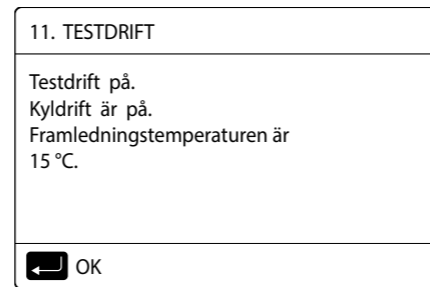 11. TESTDRIFT
Testdrift på.
Kyldrift är på.
Framledningstemperaturen är
15 °C.
OK